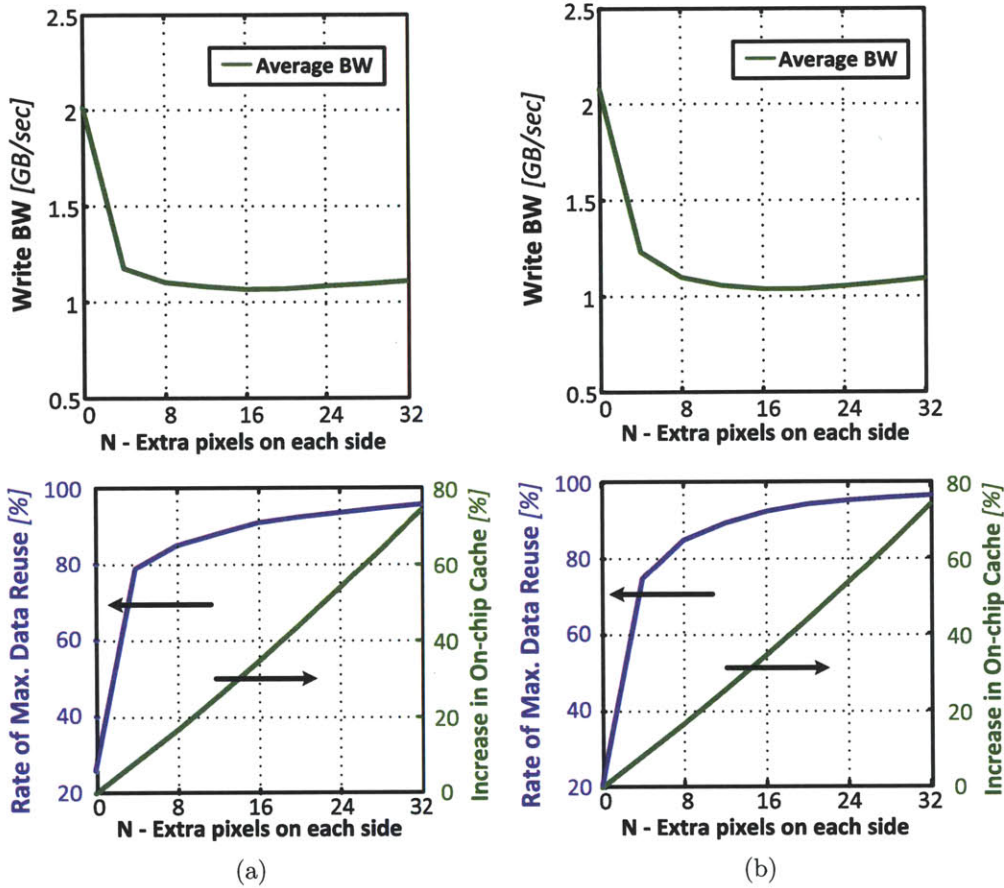 2.5
2
1.5
1
0.5
Write BW [GB/sec]
Average BW
0 8 16 24 32
N - Extra pixels on each side
2.5
2
1.5
1
0.5
Write BW [GB/sec]
Average BW
0 8 16 24 32
N - Extra pixels on each side
100
80
60
40
20
Rate of Max. Data Reuse [%]
80
60
40
20
0
Increase in On-chip Cache [%]
0 8 16 24 32
N - Extra pixels on each side
(a)
100
80
60
40
20
Rate of Max. Data Reuse [%]
80
60
40
20
0
Increase in On-chip Cache [%]
0 8 16 24 32
N - Extra pixels on each side
(b)